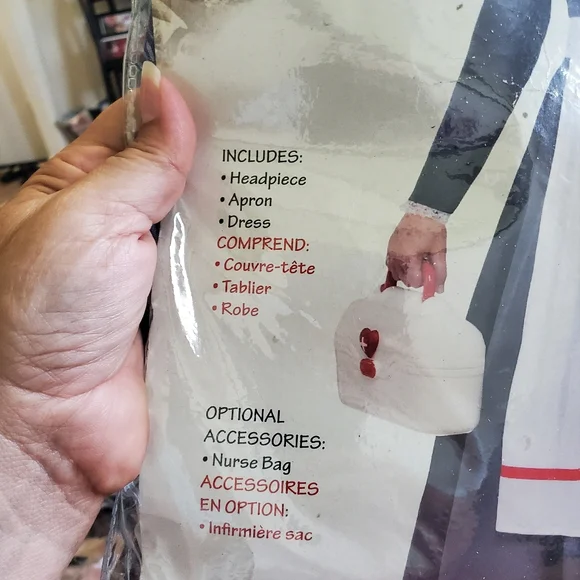 INCLUDES:
• Headpiece
• Apron
• Dress
COMPREND:
• Couvre-tête
• Tablier
• Robe
OPTIONAL
ACCESSORIES:
• Nurse Bag
ACCESSOIRES
EN OPTION:
• Infirmière sac